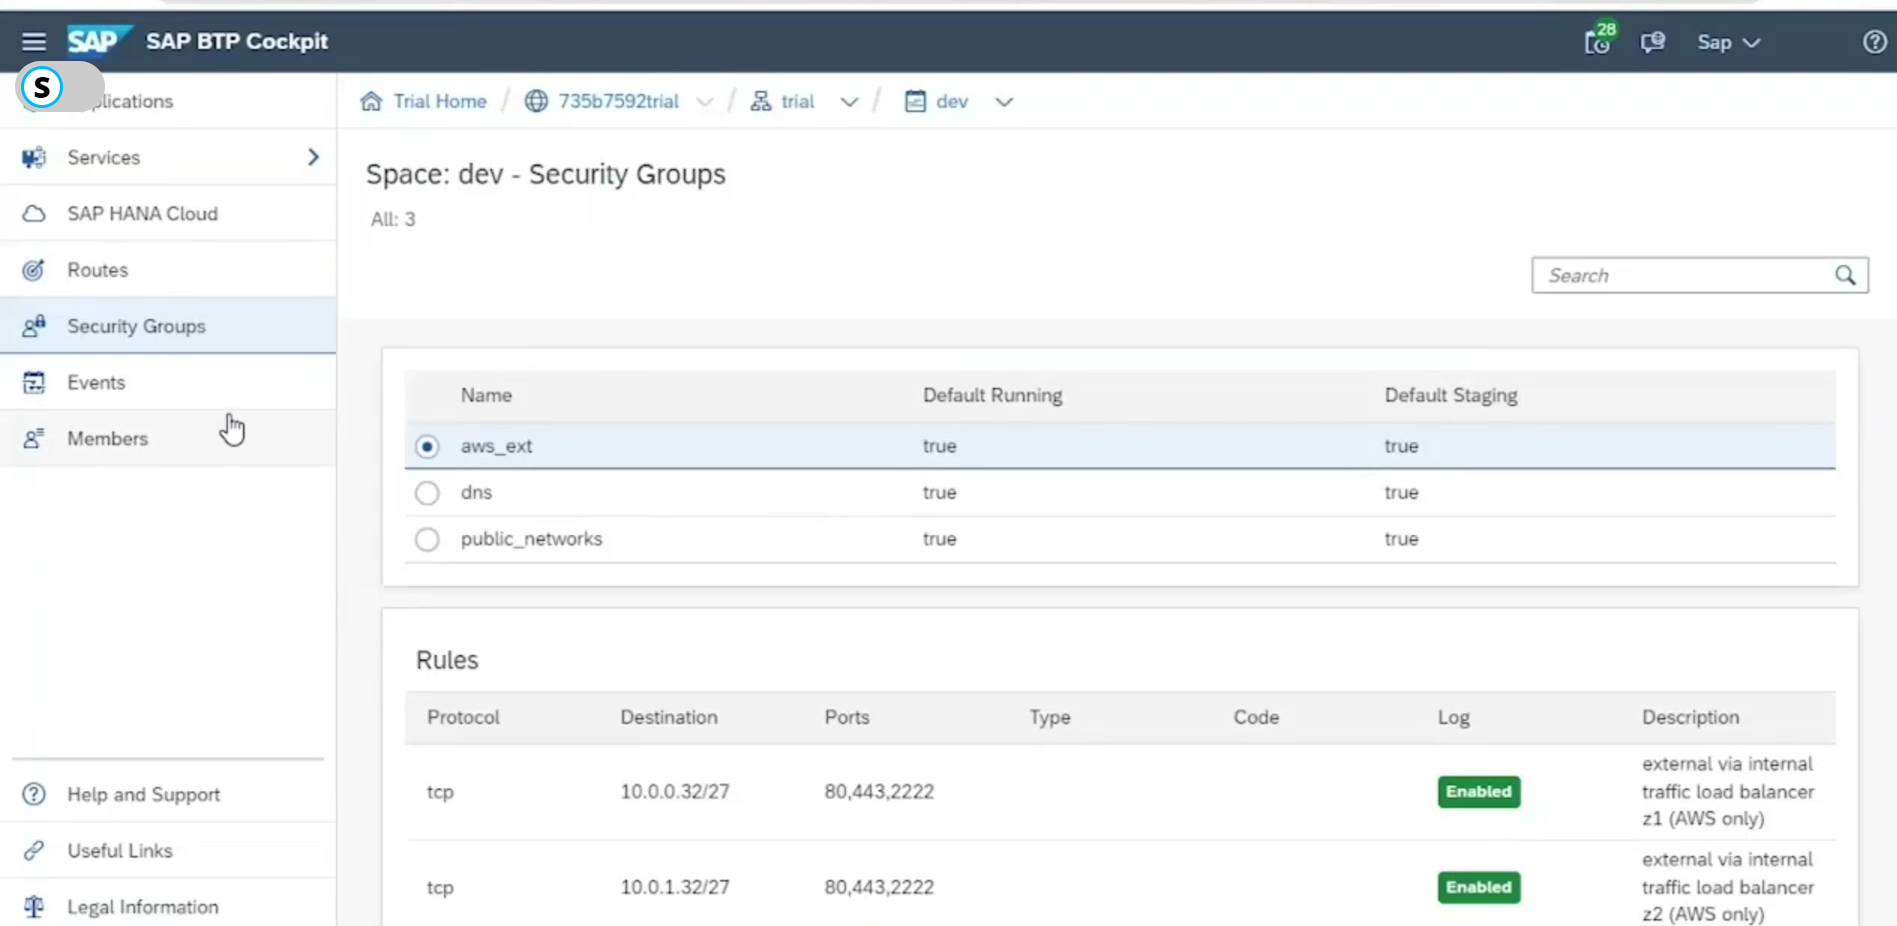 SAP SAP BTP Cockpit 28 Sap
S plications
Trial Home / 735b7592trial / trial / dev
Services
SAP HANA Cloud
Routes
Security Groups
Events
Members
Help and Support
Useful Links
Legal Information
Space: dev - Security Groups
All: 3
Search
Name Default Running Default Staging
aws_ext true true
dns true true
public_networks true true
Rules
Protocol Destination Ports Type Code Log Description
tcp 10.0.0.32/27 80,443,2222 Enabled external via internal
traffic load balancer
z1 (AWS only)
tcp 10.0.1.32/27 80,443,2222 Enabled external via internal
traffic load balancer
z2 (AWS only)